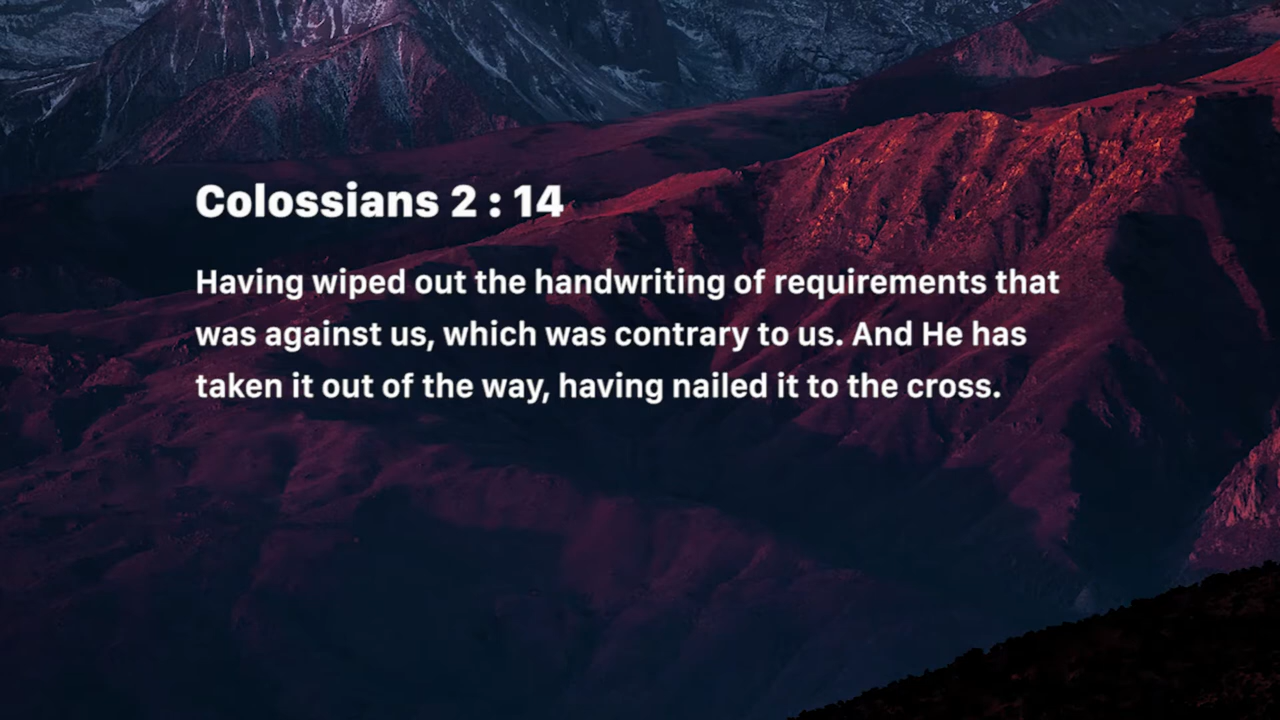 Colossians 2 : 14
Having wiped out the handwriting of requirements that
was against us, which was contrary to us. And He has
taken it out of the way, having nailed it to the cross.